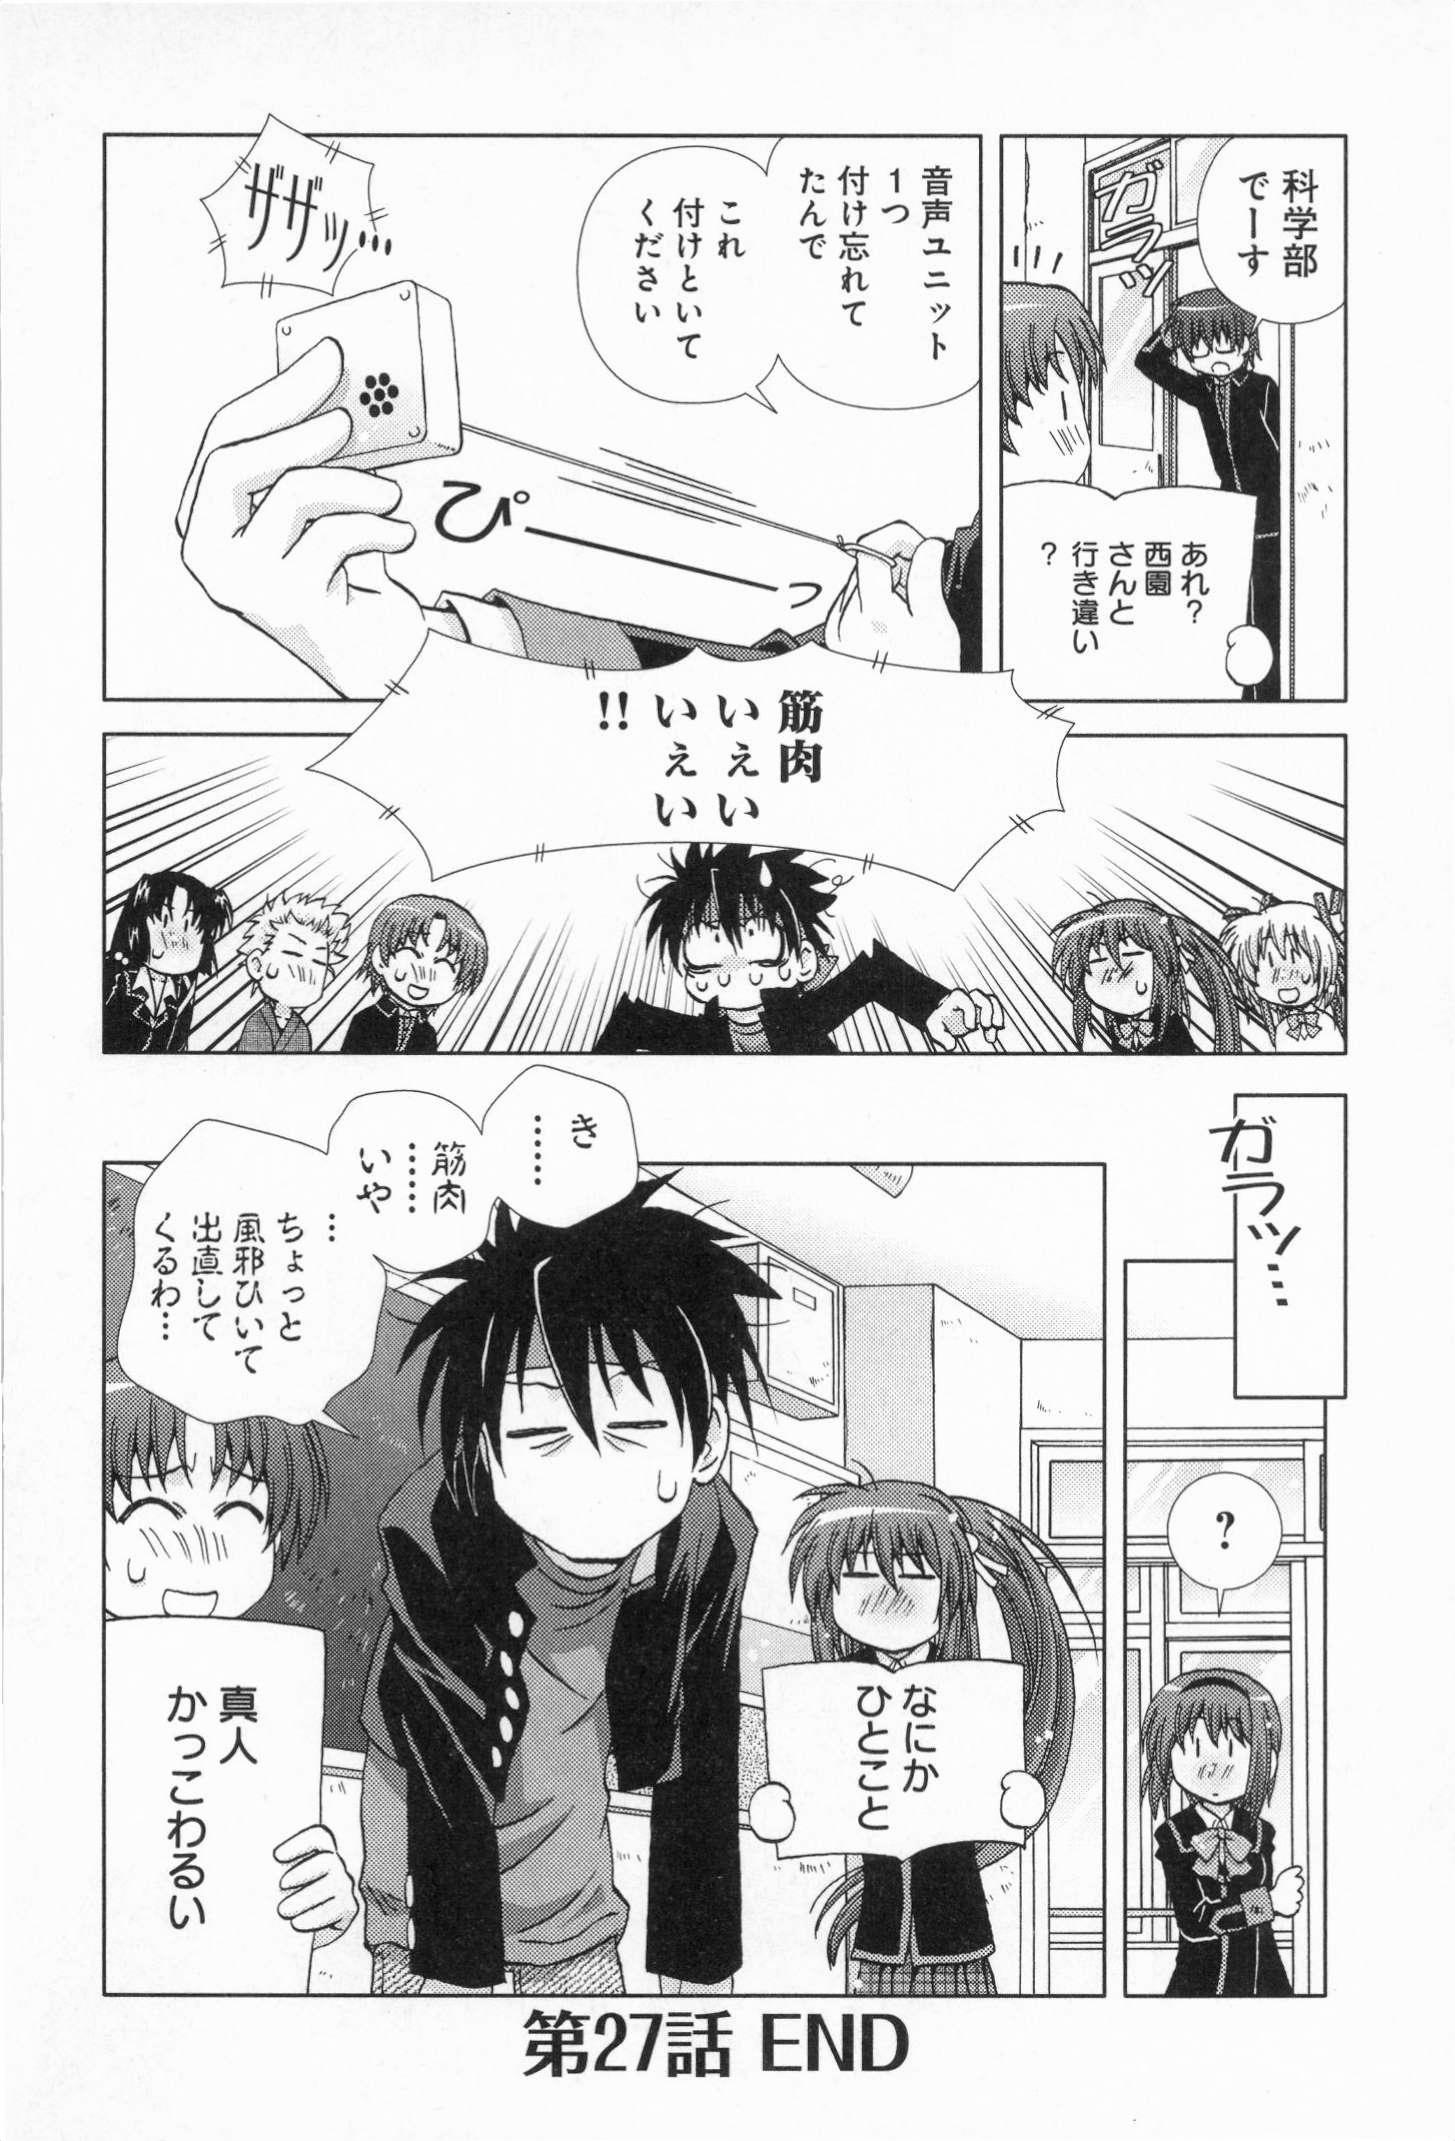 科学部
でーす
ガラッ
あれ？
西園
さんと
行き違い
？
音声ユニット
1つ
付け忘れて
たんで
これ
付けといて
ください
ザザザッ…
ぴーーーっ
筋肉
いぇい
いぇい
!!
ガラッ…
？
き
……
筋肉
……
いや
…
ちょっと
風邪ひいて
出直して
くるわ…
なにか
ひとこと
真人
かっこわるい
第27話 END